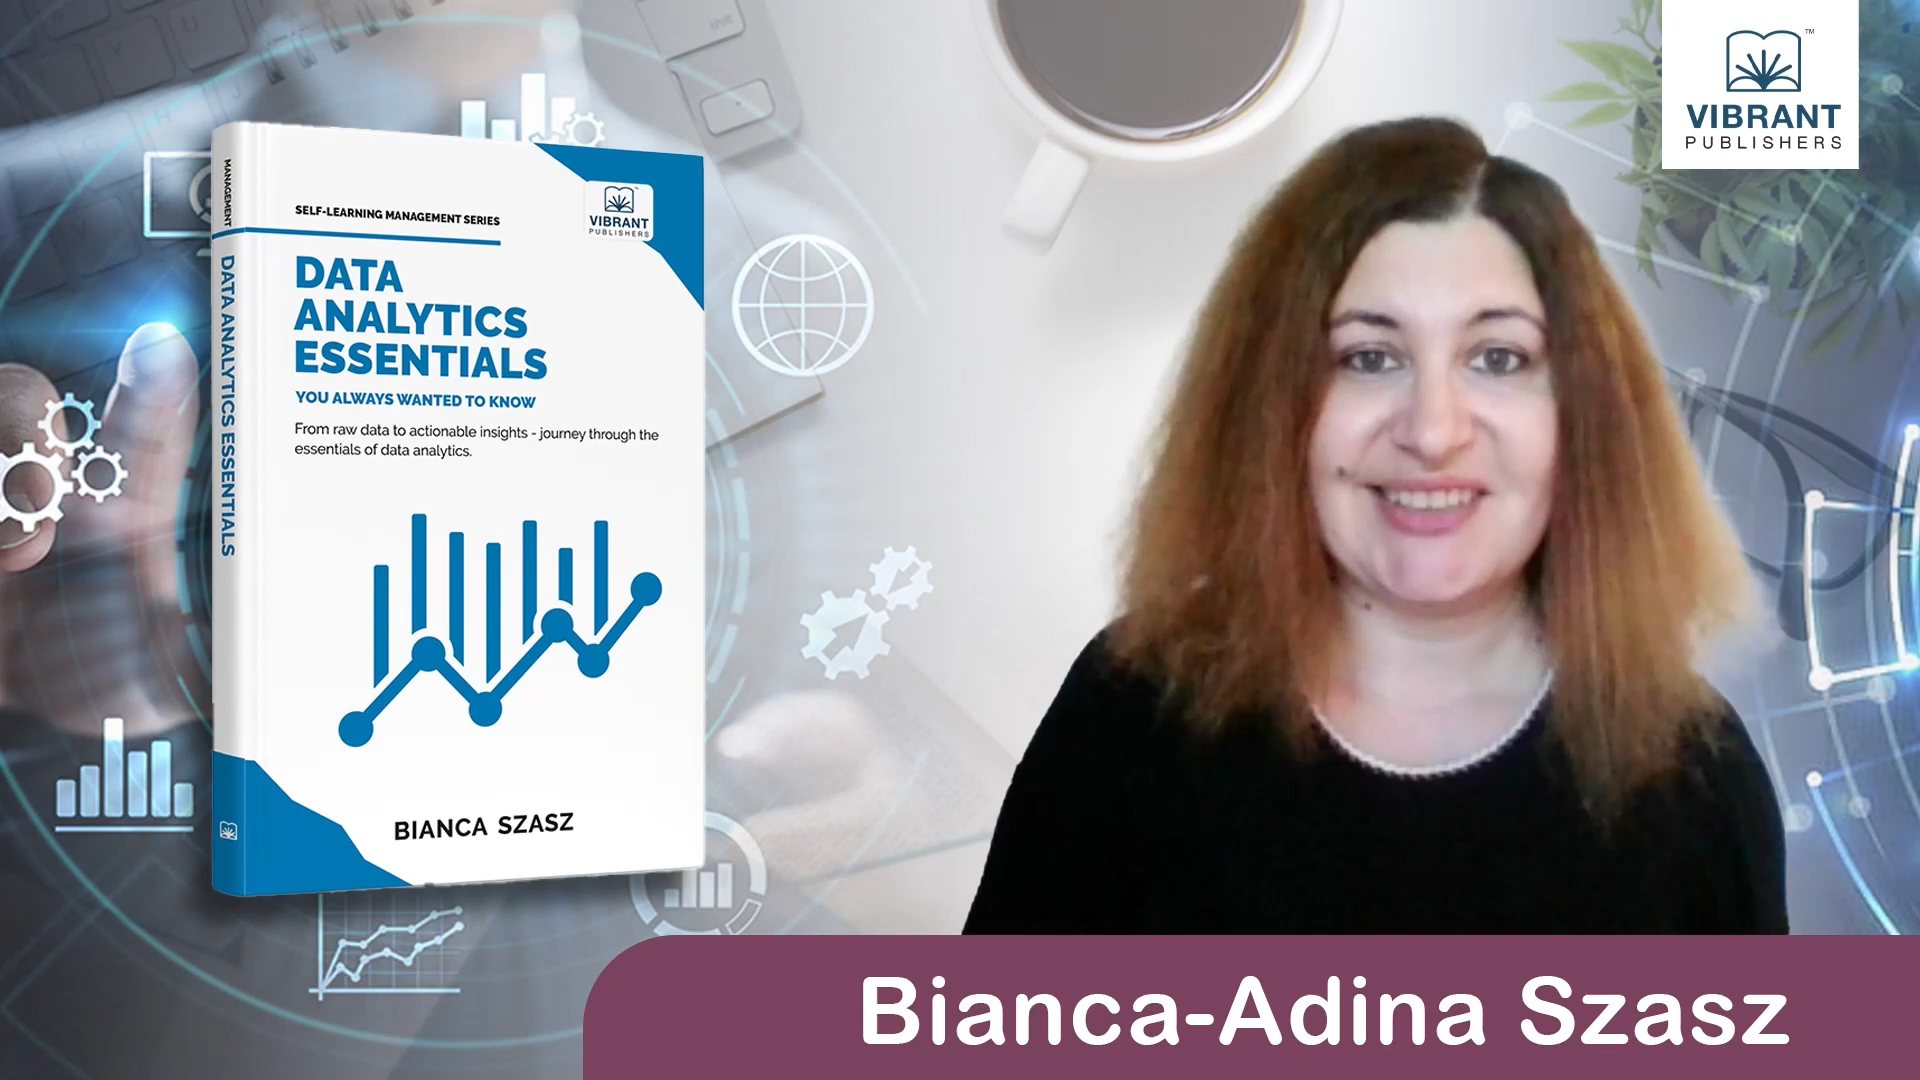 MANAGEMENT
DATA ANALYTICS ESSENTIALS
SELF-LEARNING MANAGEMENT SERIES
VIBRANT
PUBLISHERS
DATA
ANALYTICS
ESSENTIALS
YOU ALWAYS WANTED TO KNOW
From raw data to actionable insights - journey through the
essentials of data analytics.
BIANCA SZASZ
TM
VIBRANT
PUBLISHERS
Bianca-Adina Szasz
shift